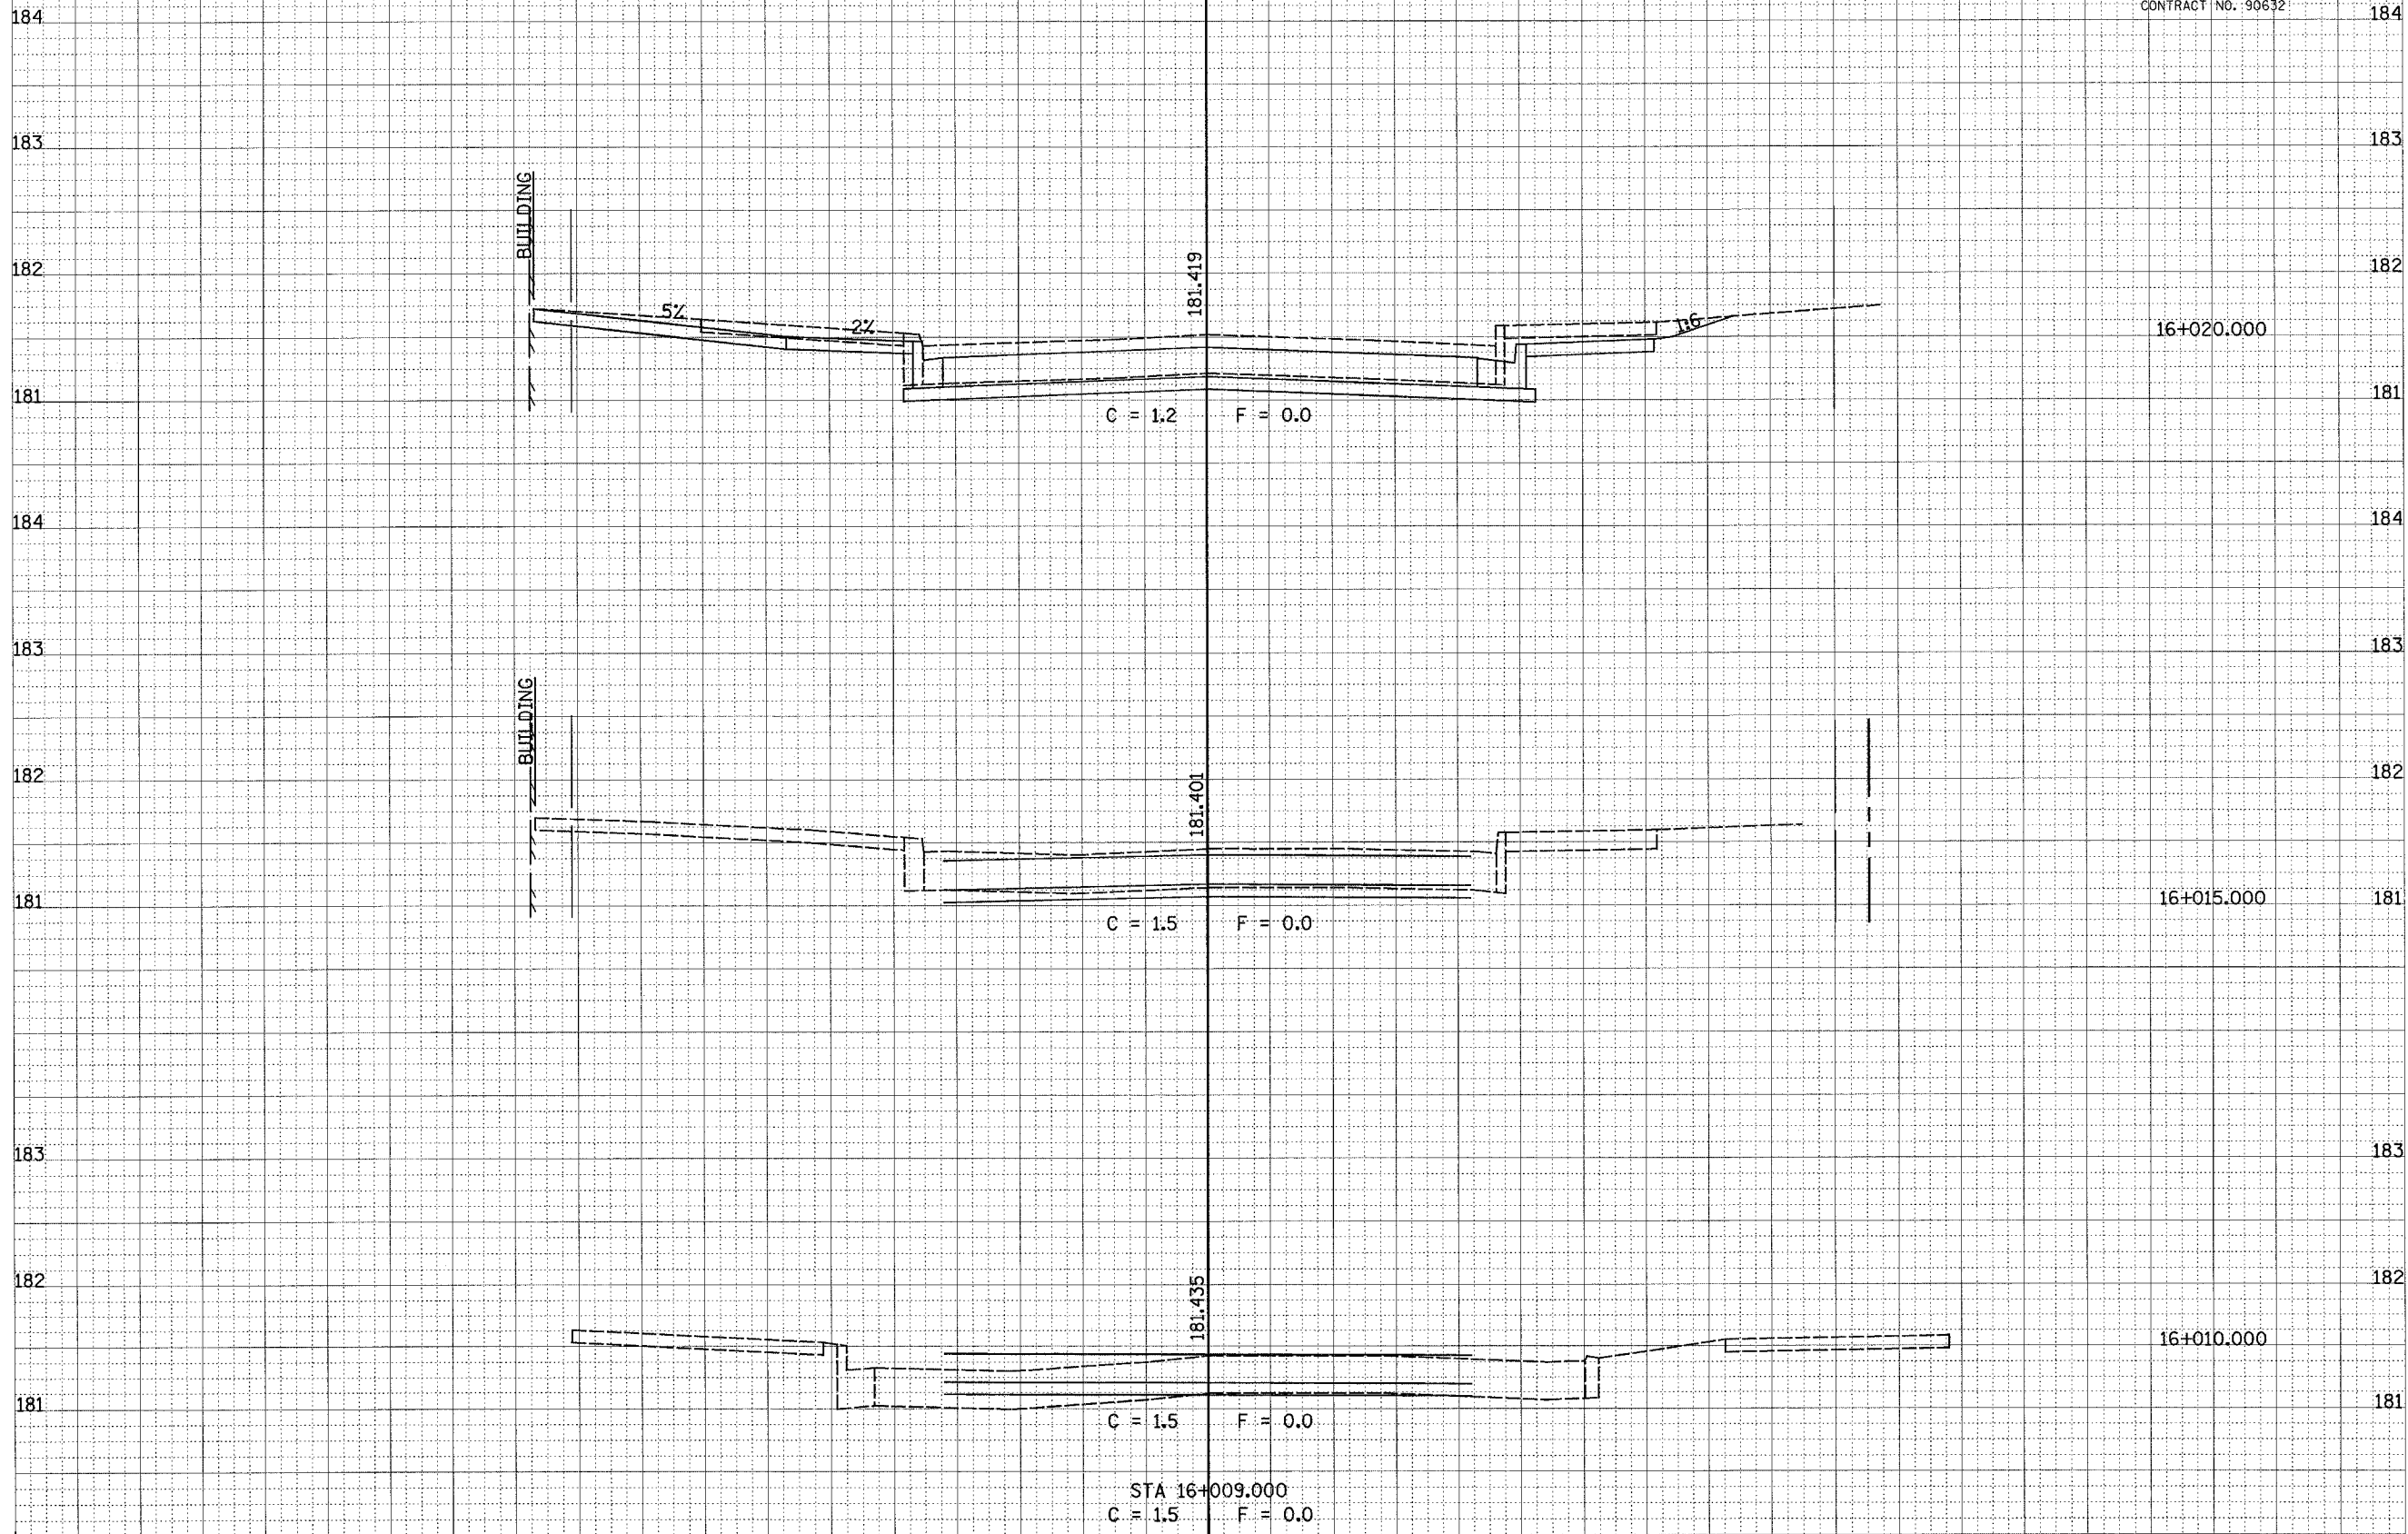 CONTRACT NO. 90632
184 184
183 183
BUILDING
182 181.419 182
5% 2% 1:6 16+020.000
181 181
C = 1.2 F = 0.0
184 184
183 183
BUILDING
182 181.401 182
181 16+015.000 181
C = 1.5 F = 0.0
183 183
182 181.435 182
16+010.000
181 181
C = 1.5 F = 0.0
STA 16+009.000
C = 1.5 F = 0.0